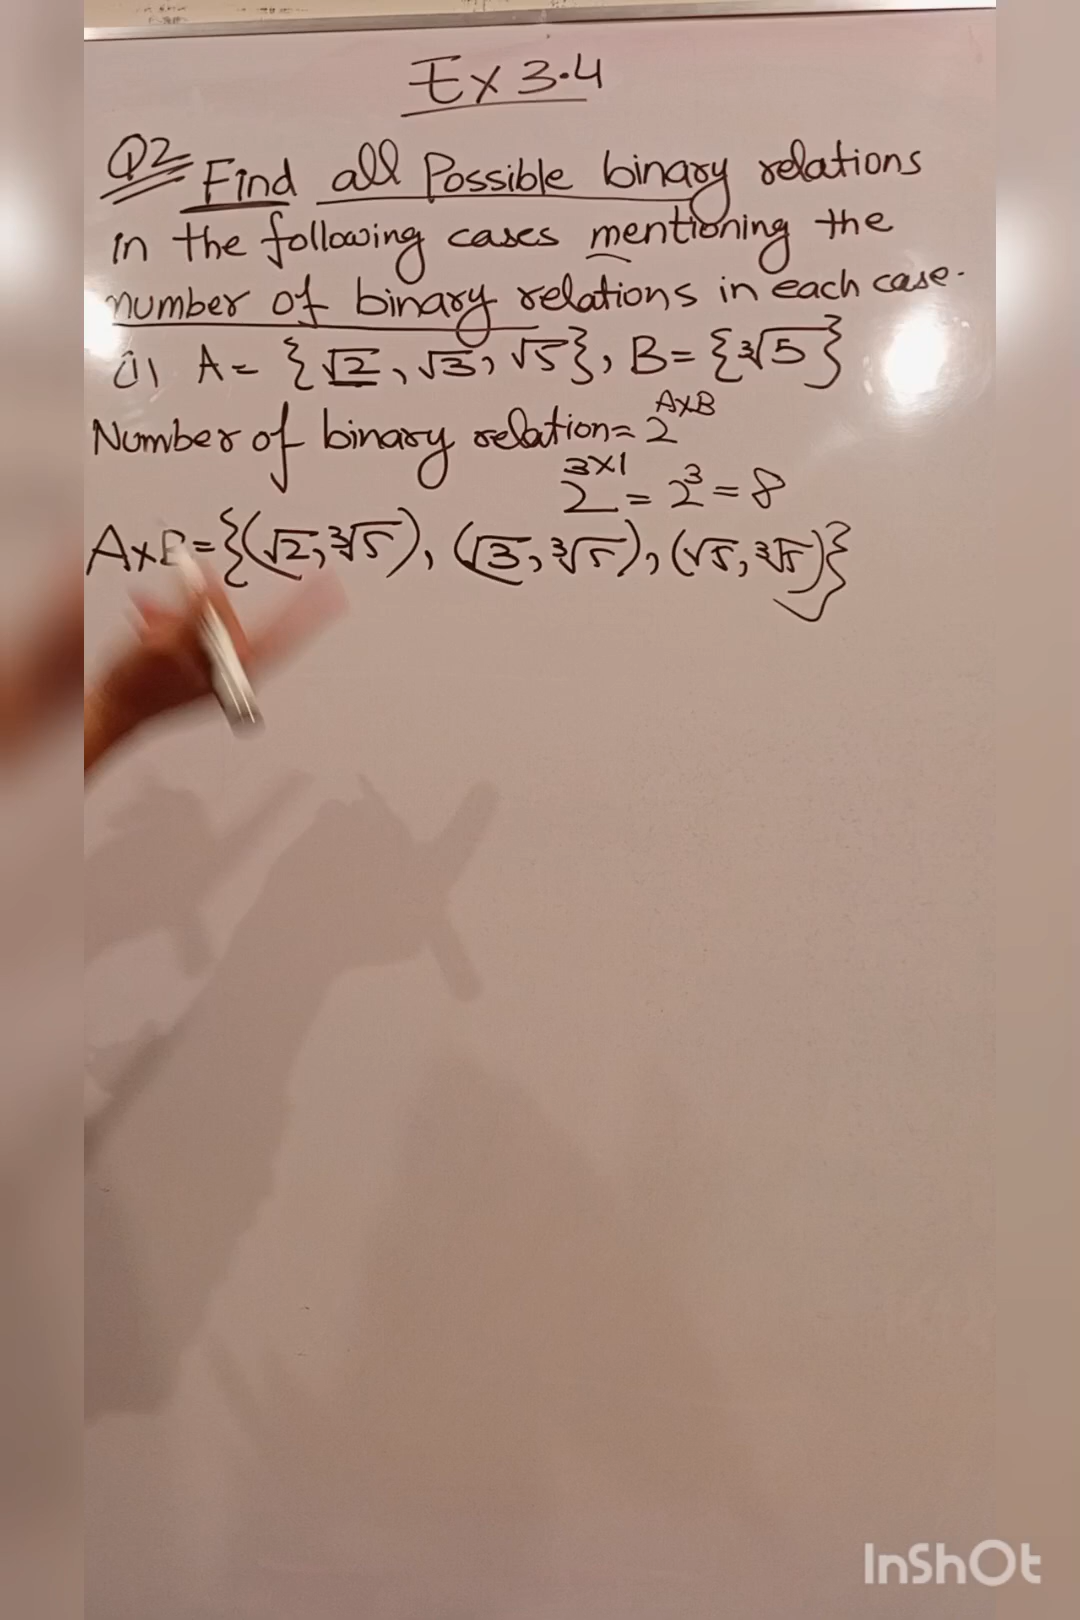 Ex 3.4
Q2 Find all Possible binary relations
in the following cases mentioning the
number of binary relations in each case.
(i) A = {√2, √3, √5}, B = {∛5}
Number of binary relation = 2^A×B
2^3×1 = 2^3 = 8
A×B = {(√2, ∛5), (√3, ∛5), (√5, ∛5)}
InShOt